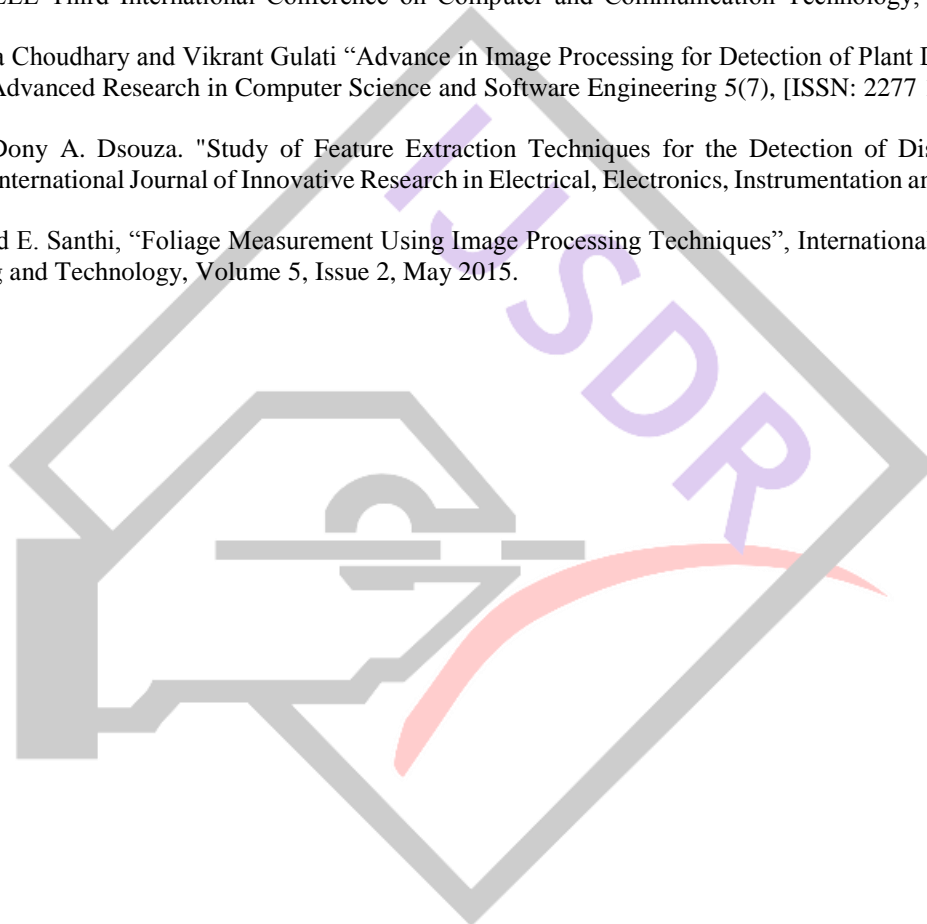 Third International Conference on Computer and Communication Technology,
Choudhary and Vikrant Gulati “Advance in Image Processing for Detection of Plant
Advanced Research in Computer Science and Software Engineering 5(7), [ISSN: 2277
Dony A. Dsouza. "Study of Feature Extraction Techniques for the Detection of
International Journal of Innovative Research in Electrical, Electronics, Instrumentation
E. Santhi, “Foliage Measurement Using Image Processing Techniques”, International
and Technology, Volume 5, Issue 2, May 2015.
IJSDR